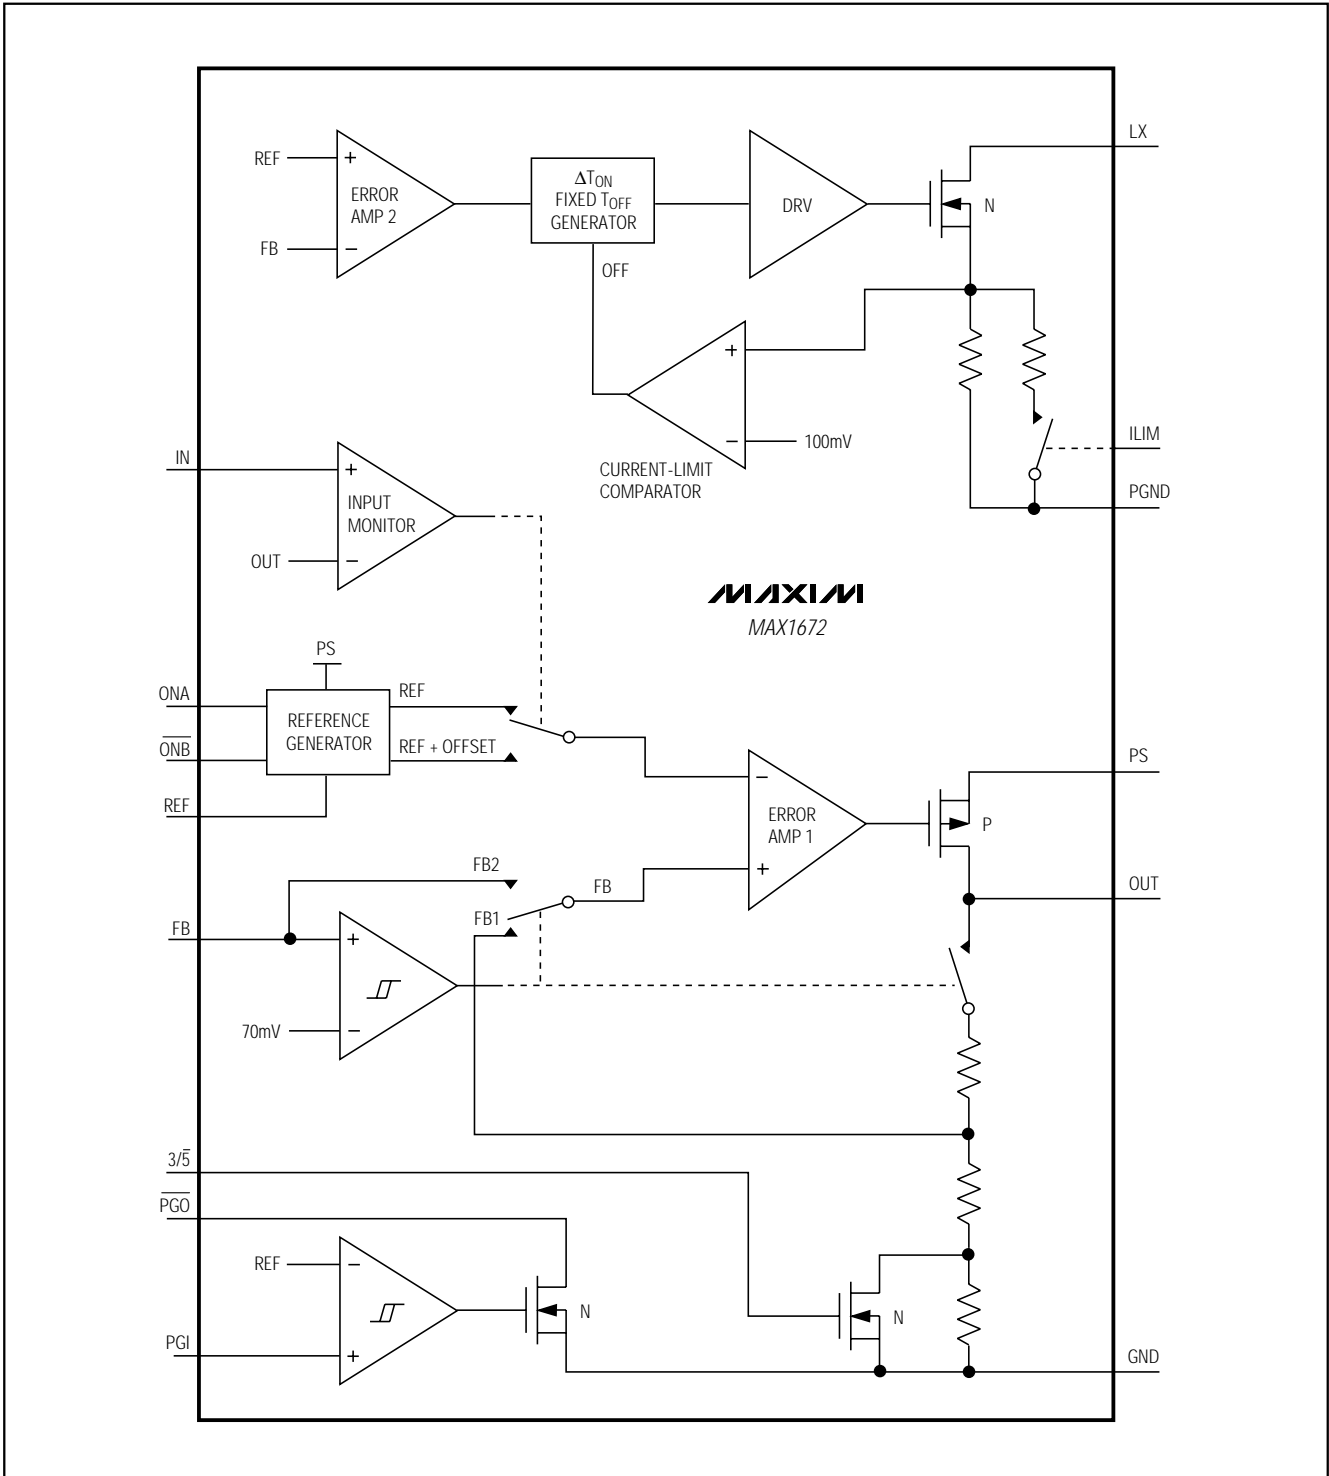 LX
REF
+
ERROR
AMP 2
FB
−
ΔTON
FIXED TOFF
GENERATOR
DRV
N
OFF
+
−
100mV
CURRENT-LIMIT
COMPARATOR
ILIM
PGND
IN
+
INPUT
MONITOR
OUT
−
MAXIM
MAX1672
PS
ONA
REFERENCE
GENERATOR
REF
O̅N̅B̅
REF + OFFSET
REF
−
ERROR
AMP 1
+
PS
P
OUT
FB2
FB
FB1
FB
+
70mV
−
3/5̅
P̅G̅O̅
REF
−
N
N
PGI
+
GND